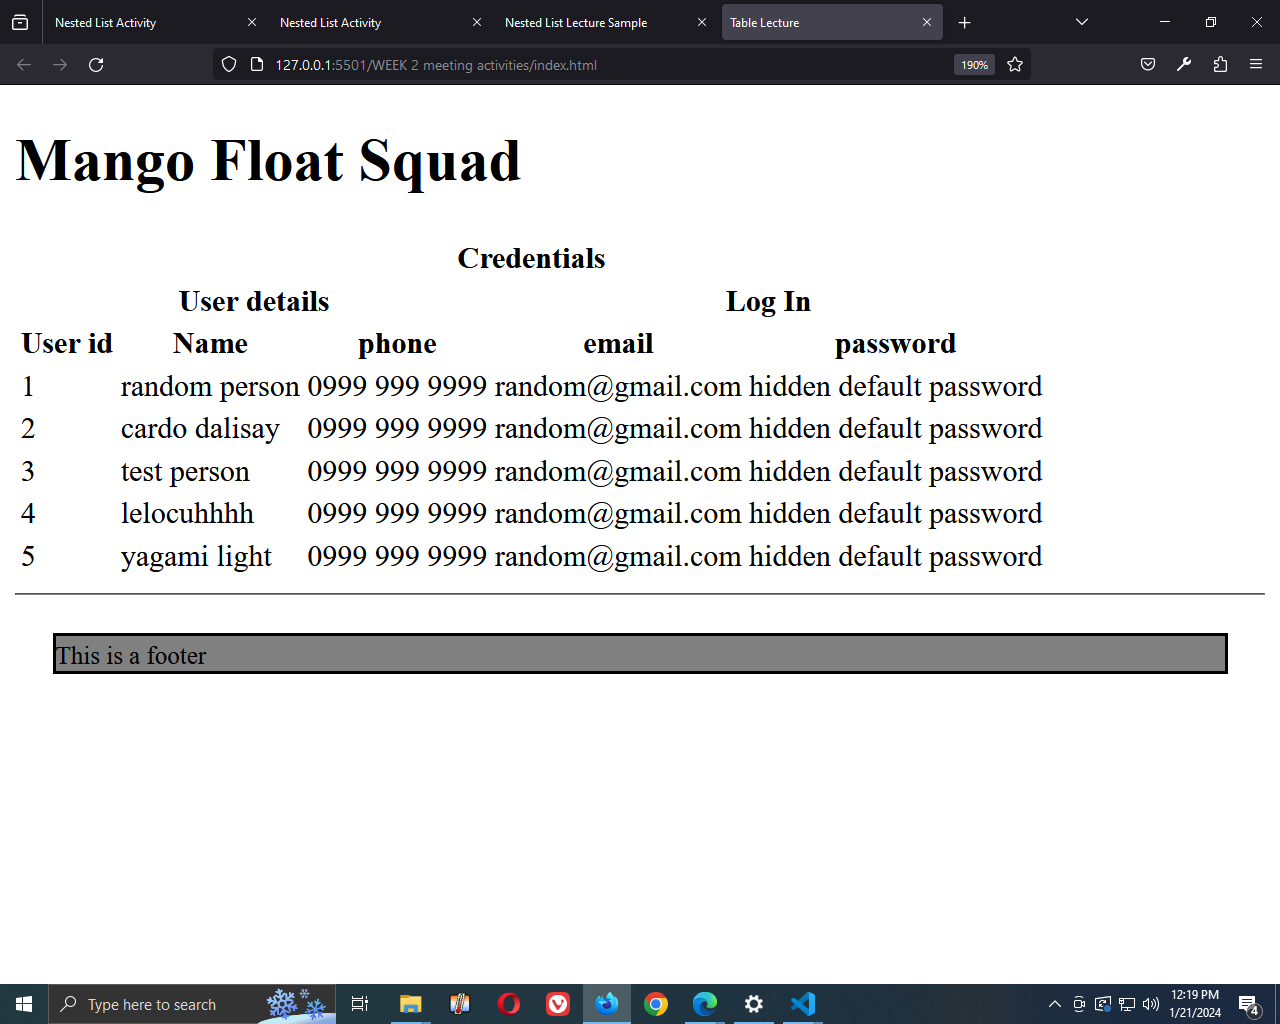 Nested List Activity
Nested List Activity
Nested List Lecture Sample
Table Lecture
127.0.0.1:5501/WEEK 2 meeting activities/index.html
190%
Mango Float Squad
Credentials
User details Log In
User id Name phone email password
1 random person 0999 999 9999 random@gmail.com hidden default password
2 cardo dalisay 0999 999 9999 random@gmail.com hidden default password
3 test person 0999 999 9999 random@gmail.com hidden default password
4 lelocuhhhh 0999 999 9999 random@gmail.com hidden default password
5 yagami light 0999 999 9999 random@gmail.com hidden default password
This is a footer
Type here to search
12:19 PM
1/21/2024
4